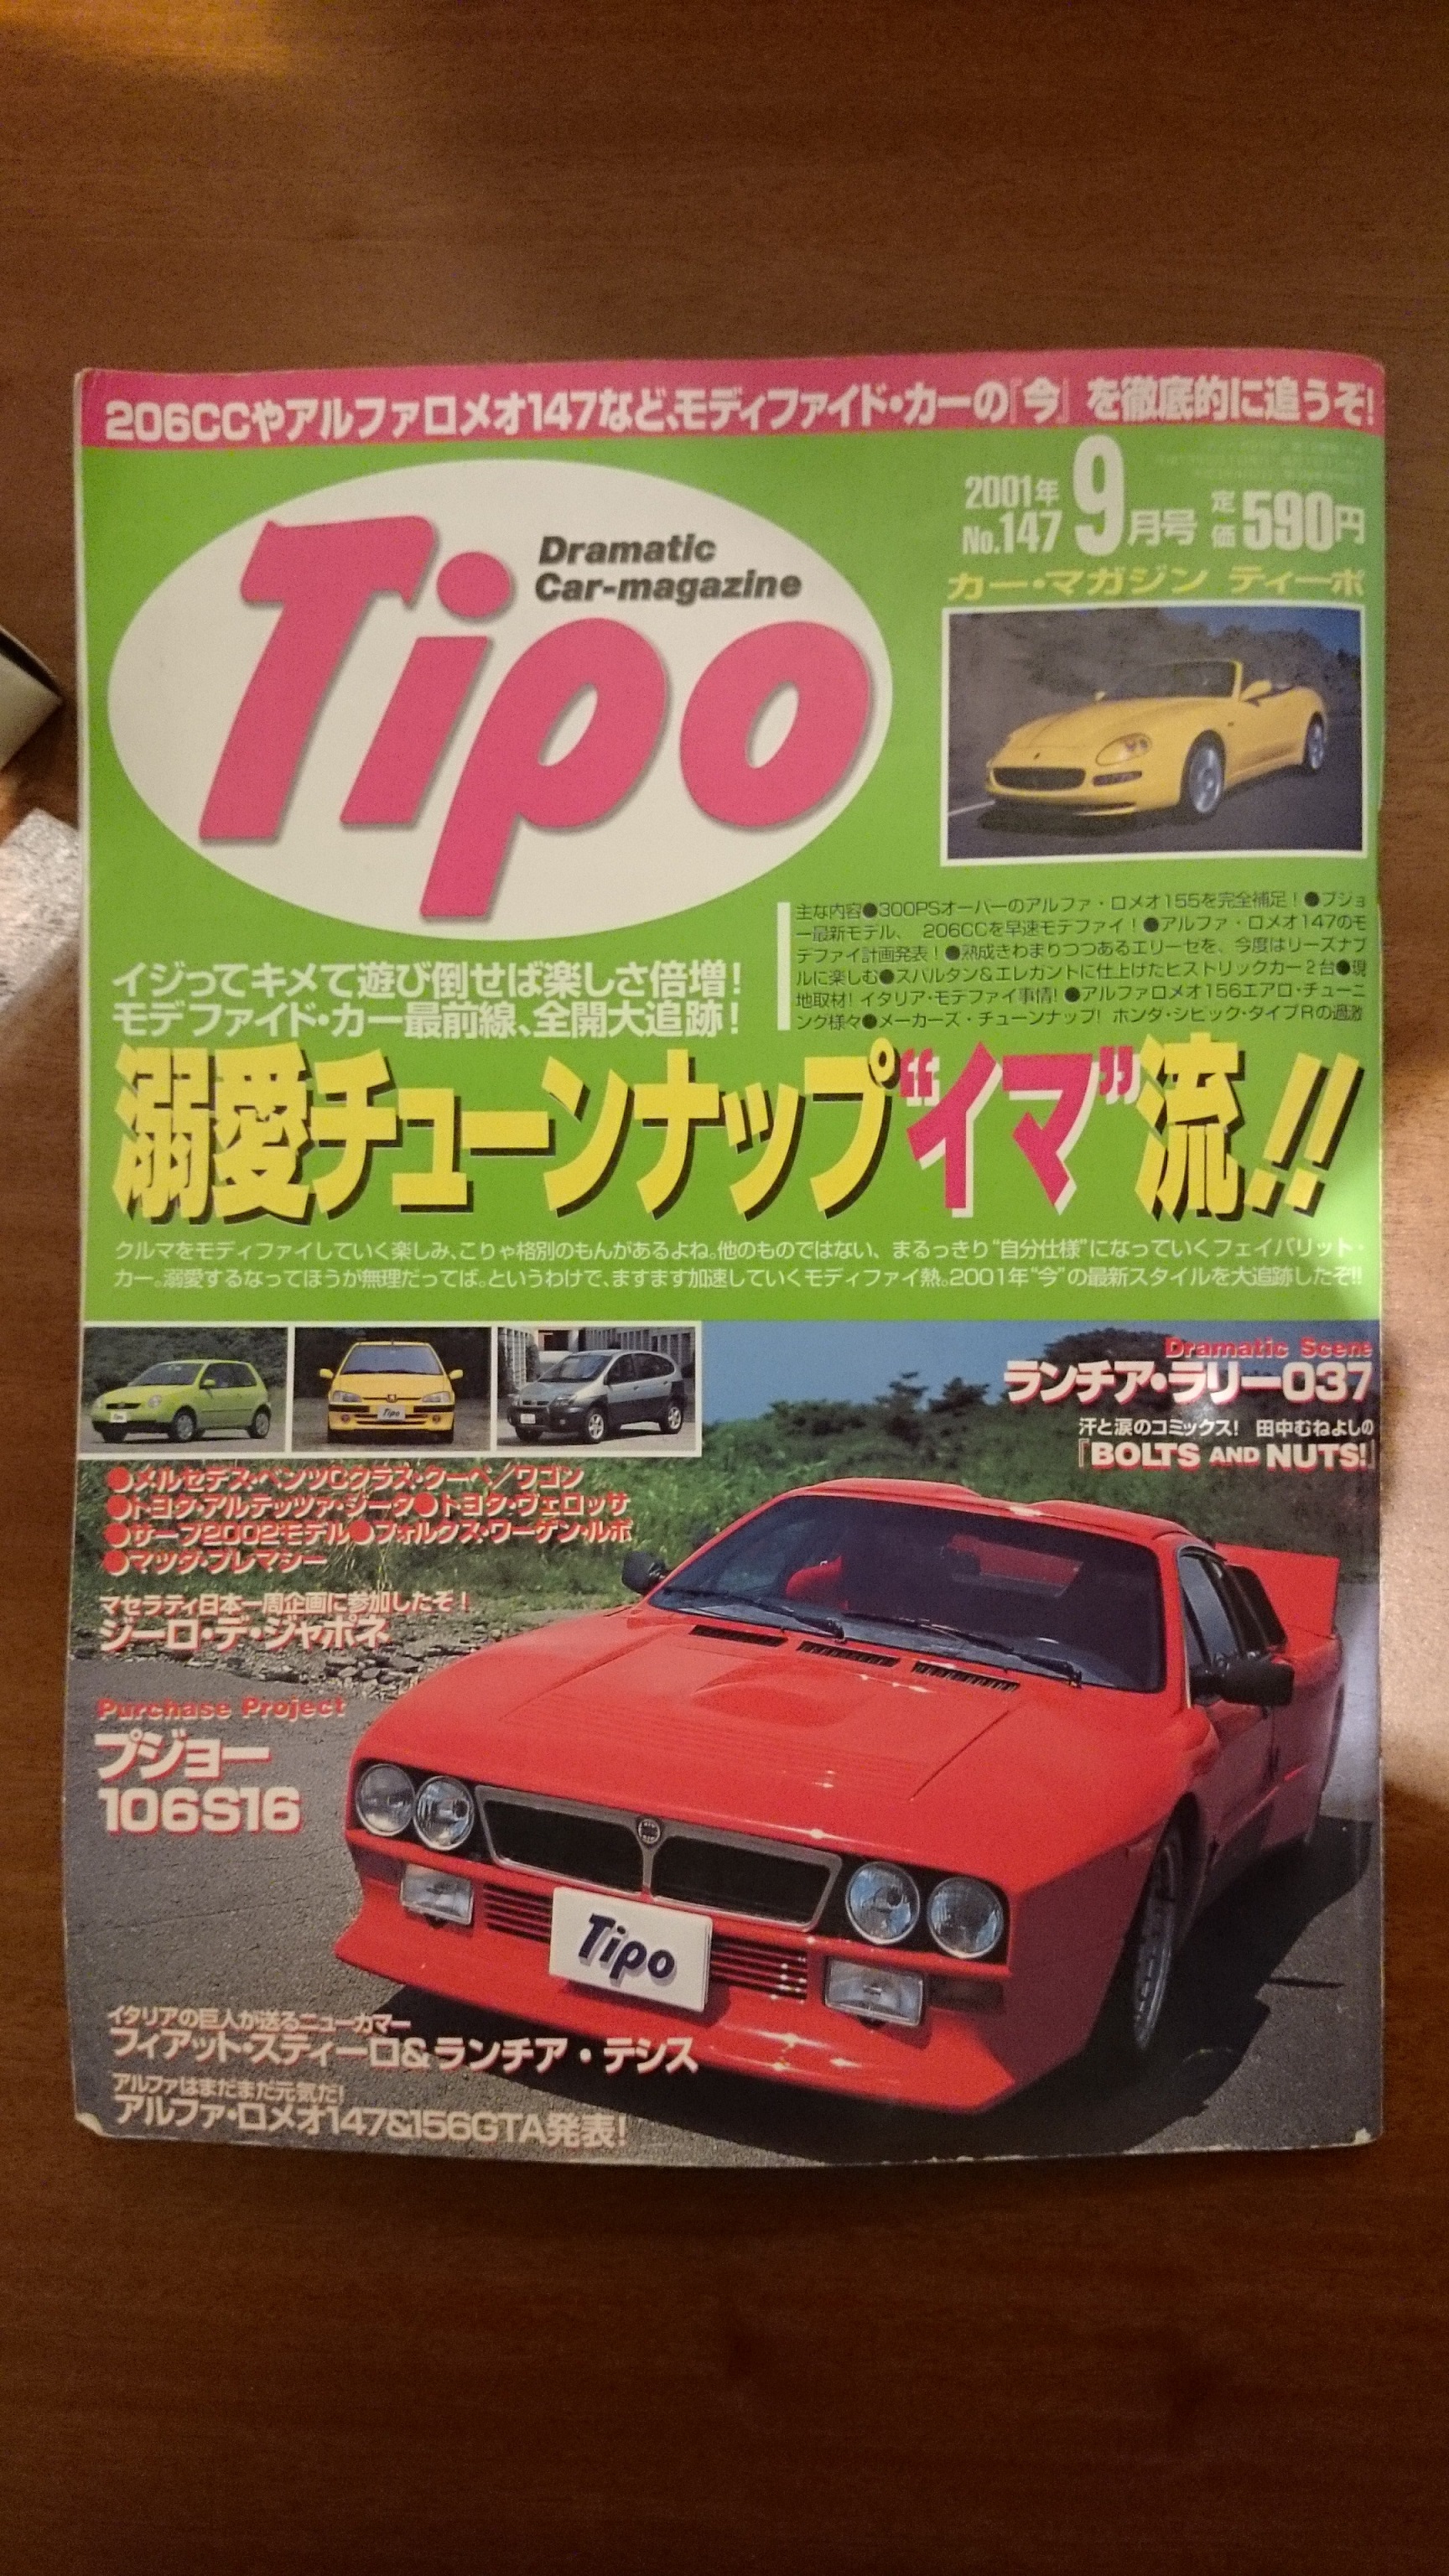 206CCやアルファロメオ147など、モディファイド・カーの『今』を徹底的に追うぞ!
Tipo
Dramatic
Car-magazine
2001年
No.147
9月号
定価590円
カー・マガジン ティーポ
主な内容●300PSオーバーのアルファ・ロメオ155を完全補足!●プジョ
ー最新モデル、206CCを早速モデファイ!●アルファ・ロメオ147のモ
デファイ計画発表!●熟成きわまりつつあるエリーセを、今度はリーズナブ
ルに楽しむ●スパルタン&エレガントに仕上げたヒストリックカー2台●現
地取材! イタリア・モデファイ事情! ●アルファロメオ156エアロ・チューニ
ング様々●メーカーズ・チューンナップ! ホンダ・シビック・タイプRの過激
イジってキメて遊び倒せば楽しさ倍増!
モデファイド・カー最前線、全開大追跡!
溺愛チューンナップ“イマ”流!!
クルマをモディファイしていく楽しみ、こりゃ格別のもんがあるよね。他のものではない、まるっきり“自分仕様”になっていくフェイバリット・
カー。溺愛するなってほうが無理だってば。というわけで、ますます加速していくモディファイ熱。2001年“今”の最新スタイルを大追跡したぞ!!
Tipo
Dramatic Scene
ランチア・ラリー037
汗と涙のコミックス! 田中むねよしの
『BOLTS AND NUTS!』
●メルセデス・ベンツCクラス・クーペ/ワゴン
●トヨタ・アルテッツァ・ジータ●トヨタ・ヴェロッサ
●サーブ2002モデル●フォルクス・ワーゲン・ルポ
●マツダ・プレマシー
マセラティ日本一周企画に参加したぞ!
ジーロ・デ・ジャポネ
Purchase Project
プジョー
106S16
Tipo
イタリアの巨人が送るニューカマー
フィアット・スティーロ&ランチア・テシス
アルファはまだまだ元気だ!
アルファ・ロメオ147&156GTA発表!